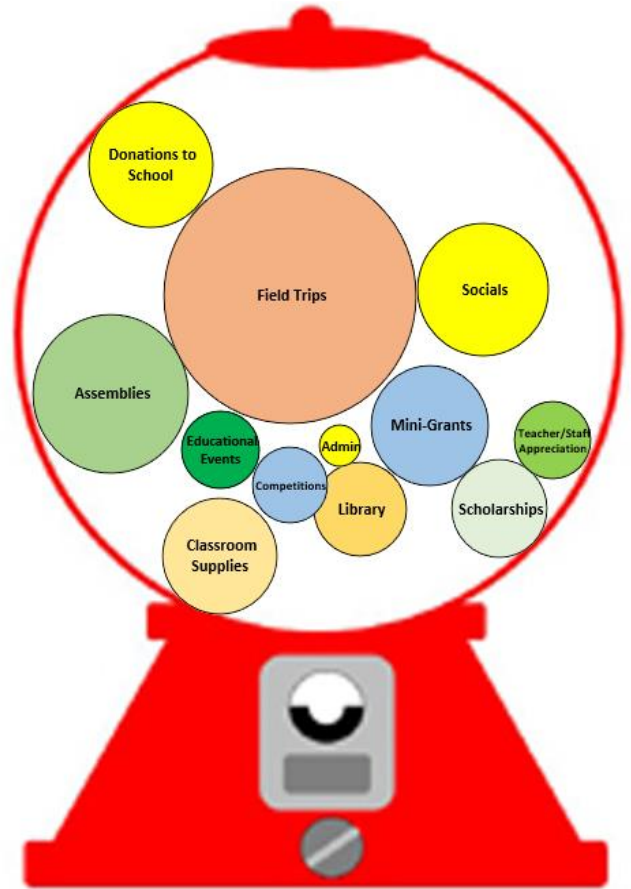 Donations to
School
Field Trips
Socials
Assemblies
Mini-Grants
Educational
Events
Admin
Teacher/Staff
Appreciation
Competitions
Library
Scholarships
Classroom
Supplies